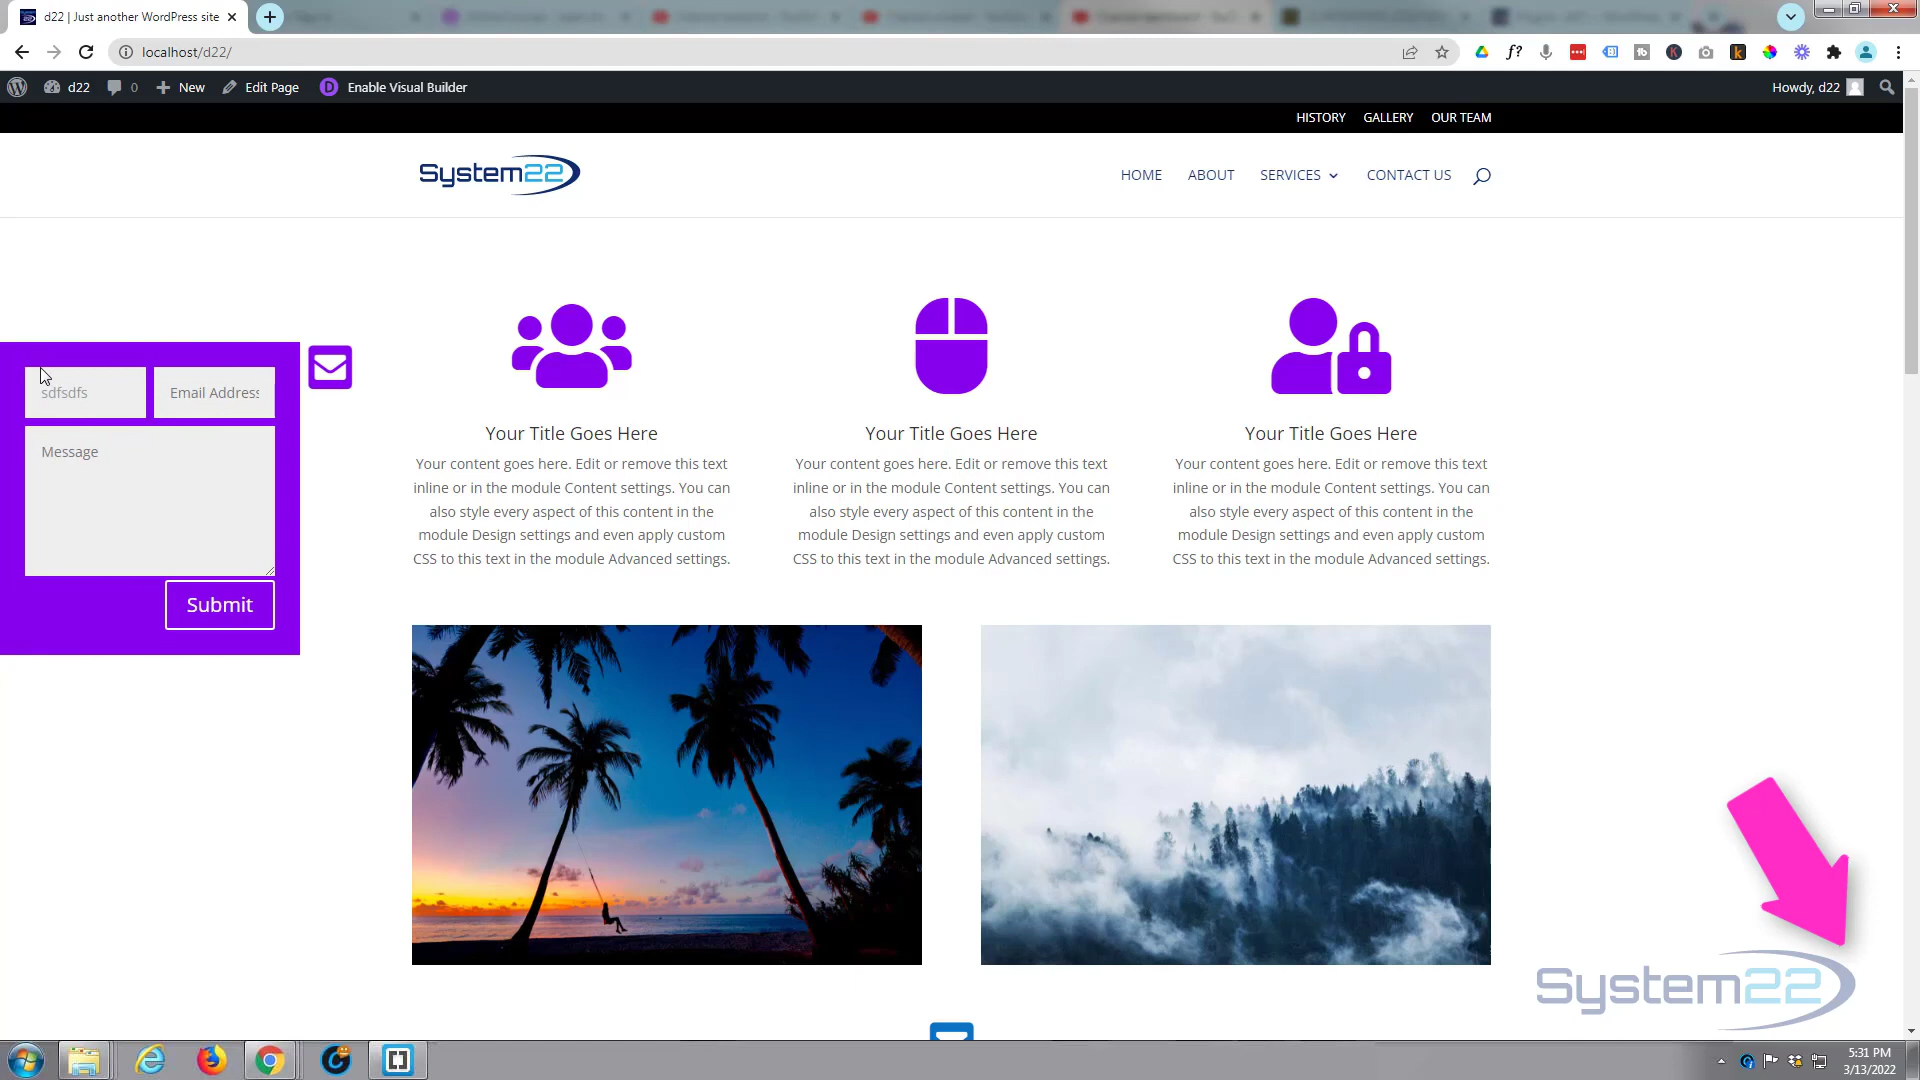 d22 | Just another WordPress site
localhost/d22/
d22 0 New Edit Page Enable Visual Builder Howdy, d22
HISTORY GALLERY OUR TEAM
System22 HOME ABOUT SERVICES CONTACT US
sdfsdfs Email Address
Message
Submit
Your Title Goes Here
Your content goes here. Edit or remove this text
inline or in the module Content settings. You can
also style every aspect of this content in the
module Design settings and even apply custom
CSS to this text in the module Advanced settings.
Your Title Goes Here
Your content goes here. Edit or remove this text
inline or in the module Content settings. You can
also style every aspect of this content in the
module Design settings and even apply custom
CSS to this text in the module Advanced settings.
Your Title Goes Here
Your content goes here. Edit or remove this text
inline or in the module Content settings. You can
also style every aspect of this content in the
module Design settings and even apply custom
CSS to this text in the module Advanced settings.
System22
5:31 PM
3/13/2022